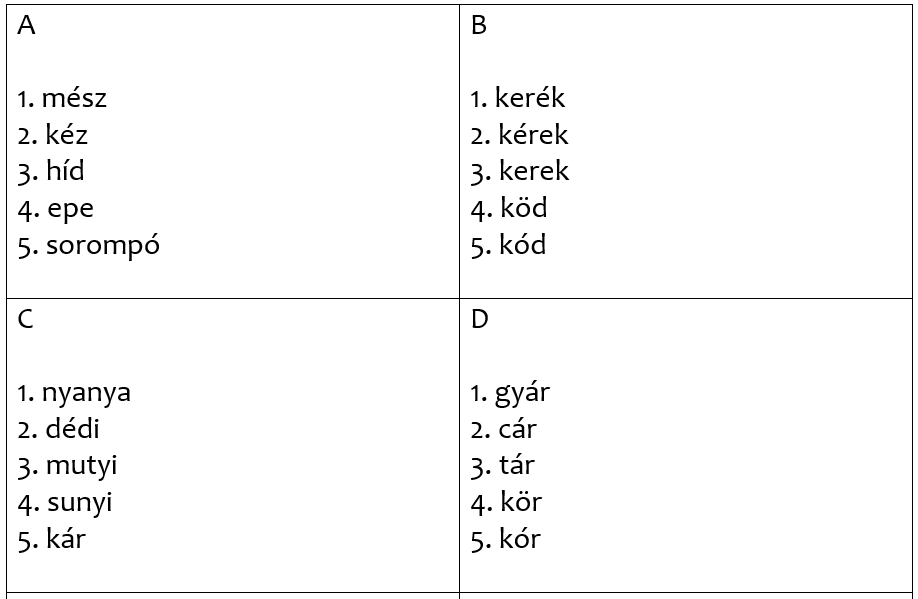 A
1. mész
2. kéz
3. híd
4. epe
5. sorompó
B
1. kerék
2. kérek
3. kerek
4. köd
5. kód
C
1. nyanya
2. dédi
3. mutyi
4. sunyi
5. kár
D
1. gyár
2. cár
3. tár
4. kör
5. kór